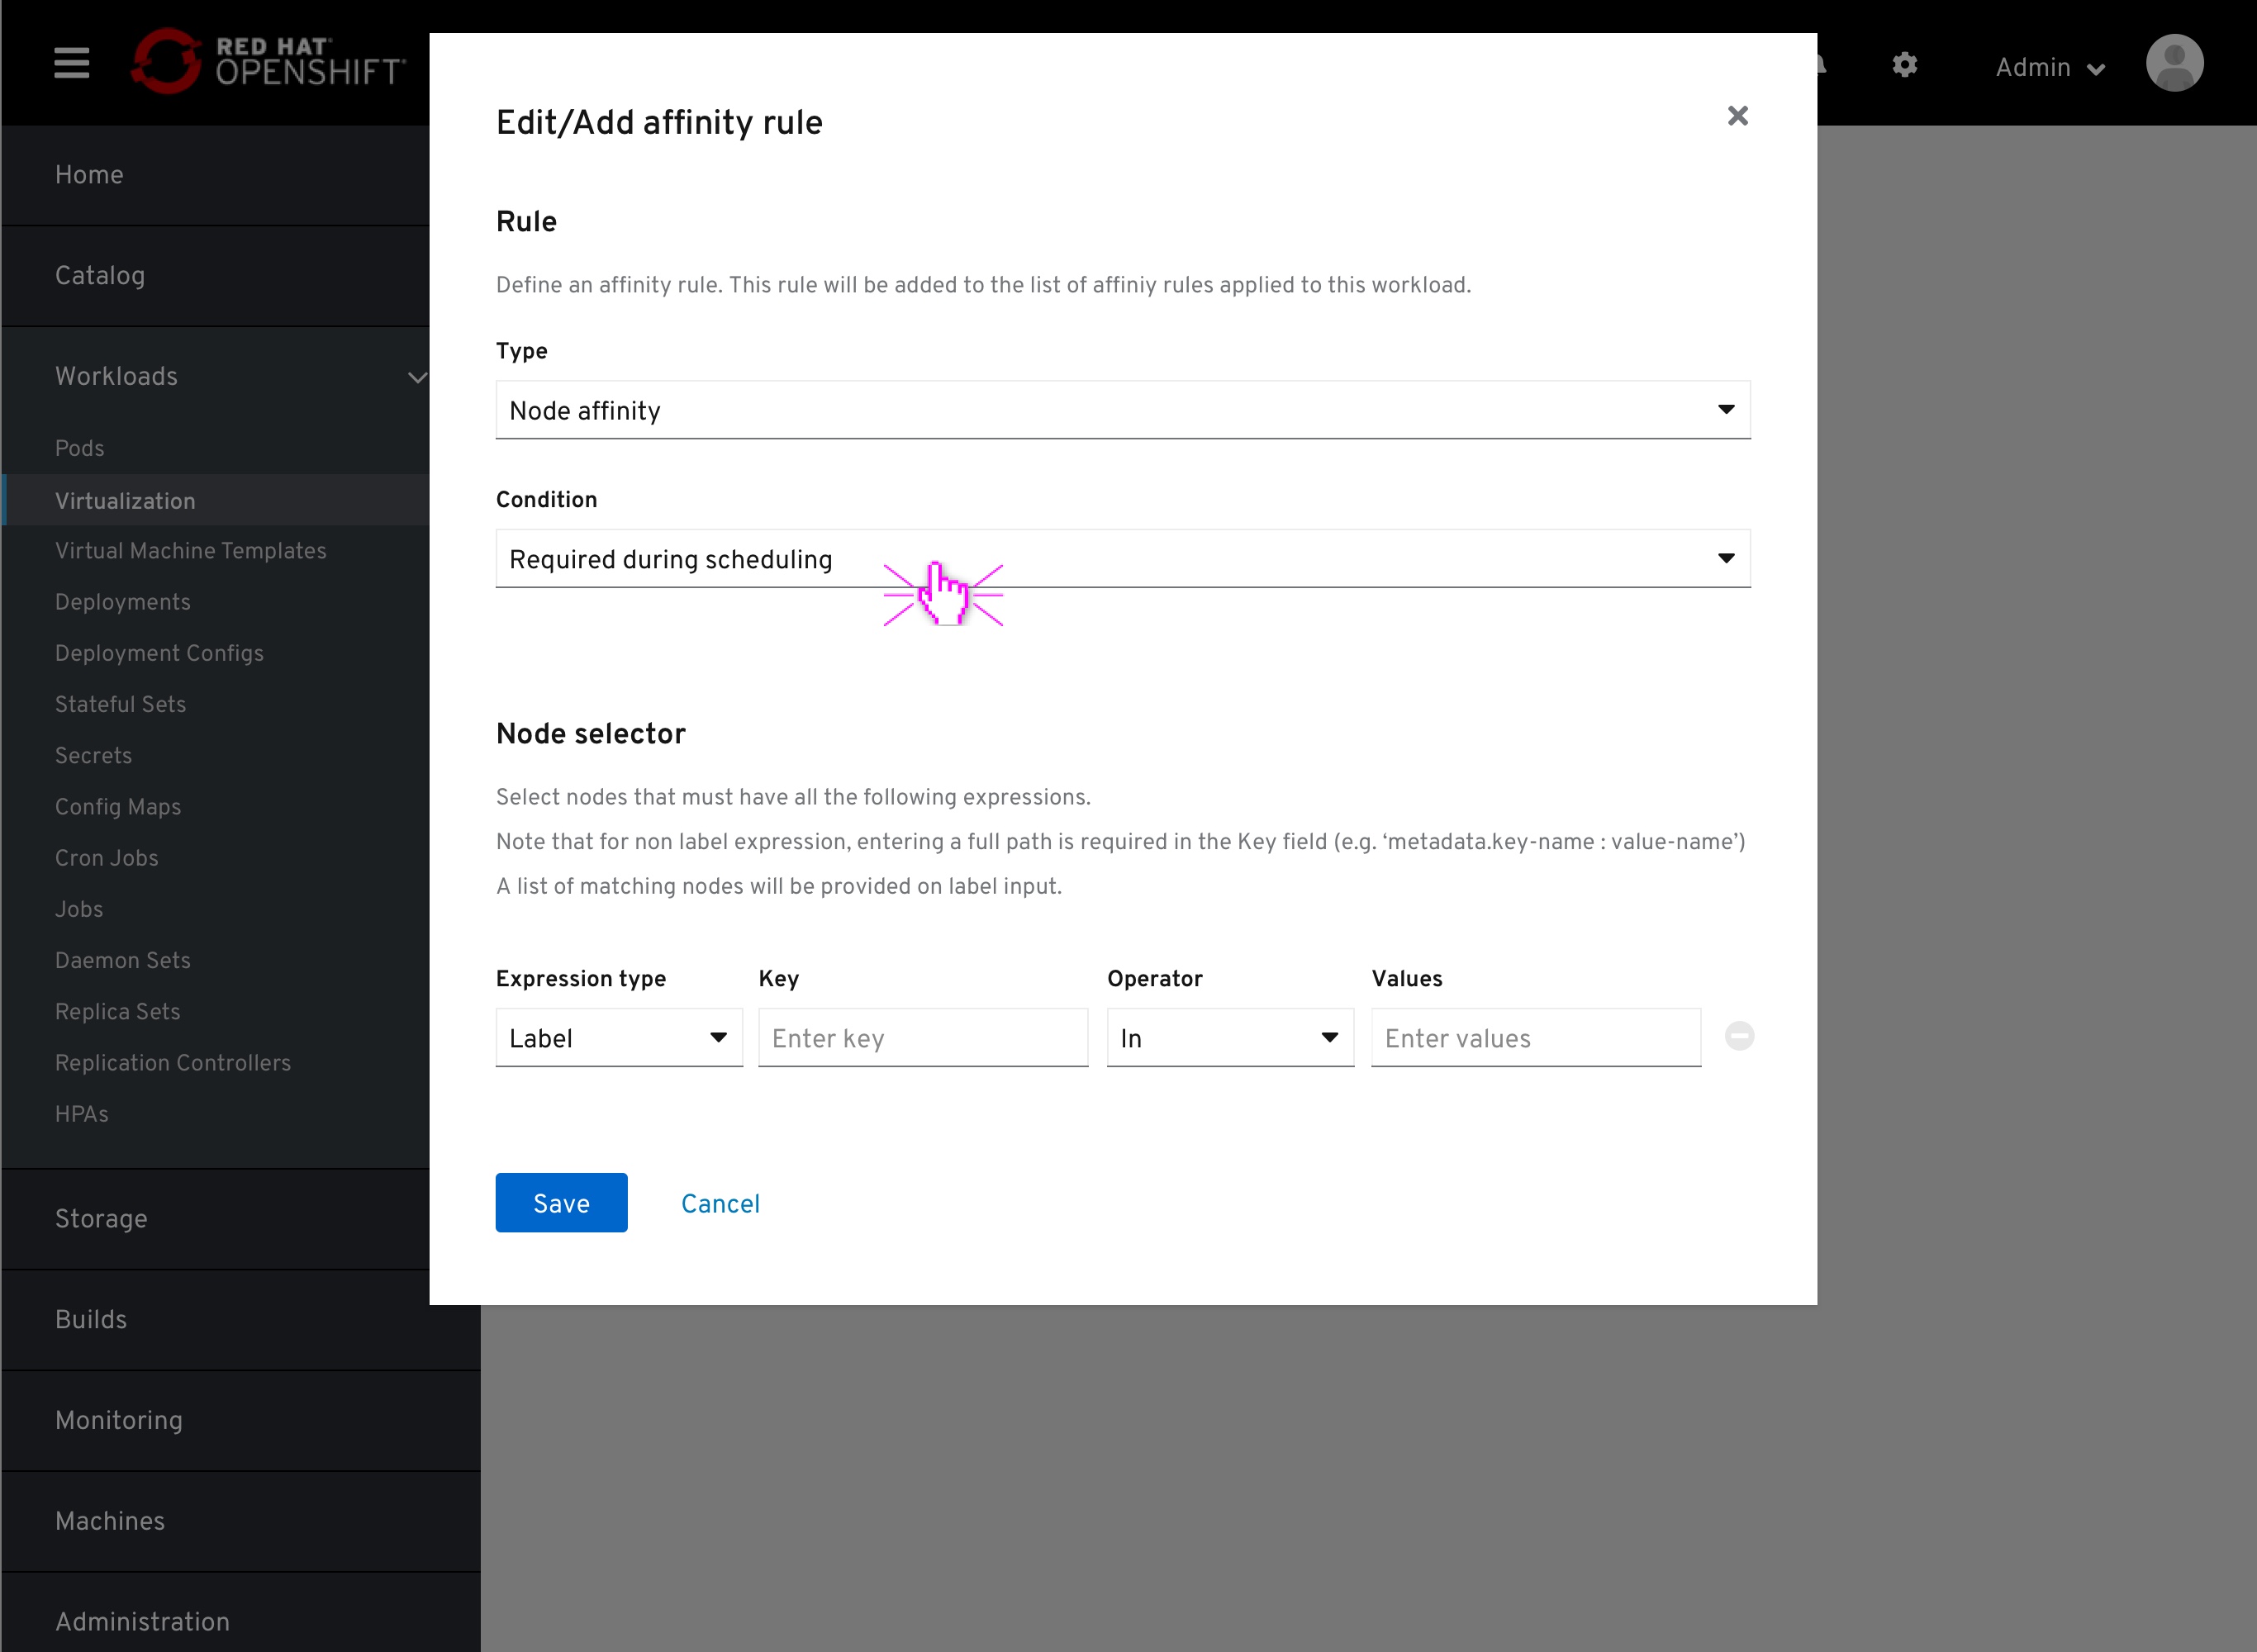 RED HAT
OPENSHIFT
Admin
Home
Catalog
Workloads
Pods
Virtualization
Virtual Machine Templates
Deployments
Deployment Configs
Stateful Sets
Secrets
Config Maps
Cron Jobs
Jobs
Daemon Sets
Replica Sets
Replication Controllers
HPAs
Storage
Builds
Monitoring
Machines
Administration
Edit/Add affinity rule
Rule
Define an affinity rule. This rule will be added to the list of affiniy rules applied to this workload.
Type
Node affinity
Condition
Required during scheduling
Node selector
Select nodes that must have all the following expressions.
Note that for non label expression, entering a full path is required in the Key field (e.g. ‘metadata.key-name : value-name’)
A list of matching nodes will be provided on label input.
Expression type Key Operator Values
Label Enter key In Enter values
Save Cancel